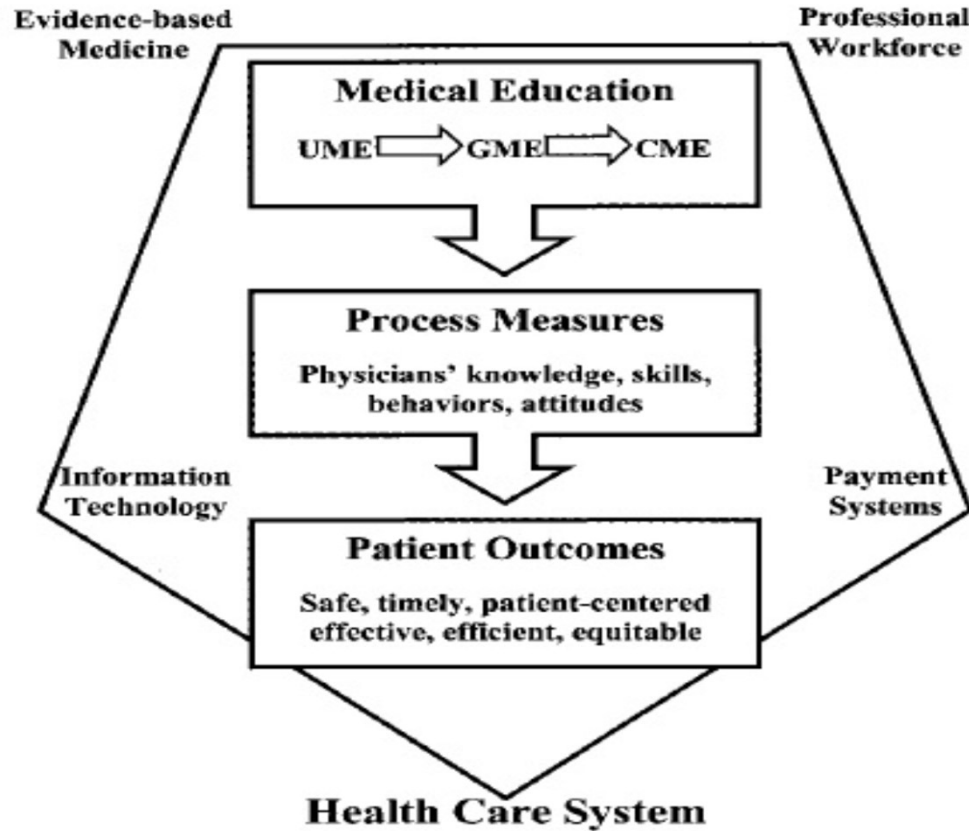 Evidence-based
Medicine
Professional
Workforce
Medical Education
UME GME CME
Process Measures
Physicians’ knowledge, skills,
behaviors, attitudes
Information
Technology
Payment
Systems
Patient Outcomes
Safe, timely, patient-centered
effective, efficient, equitable
Health Care System